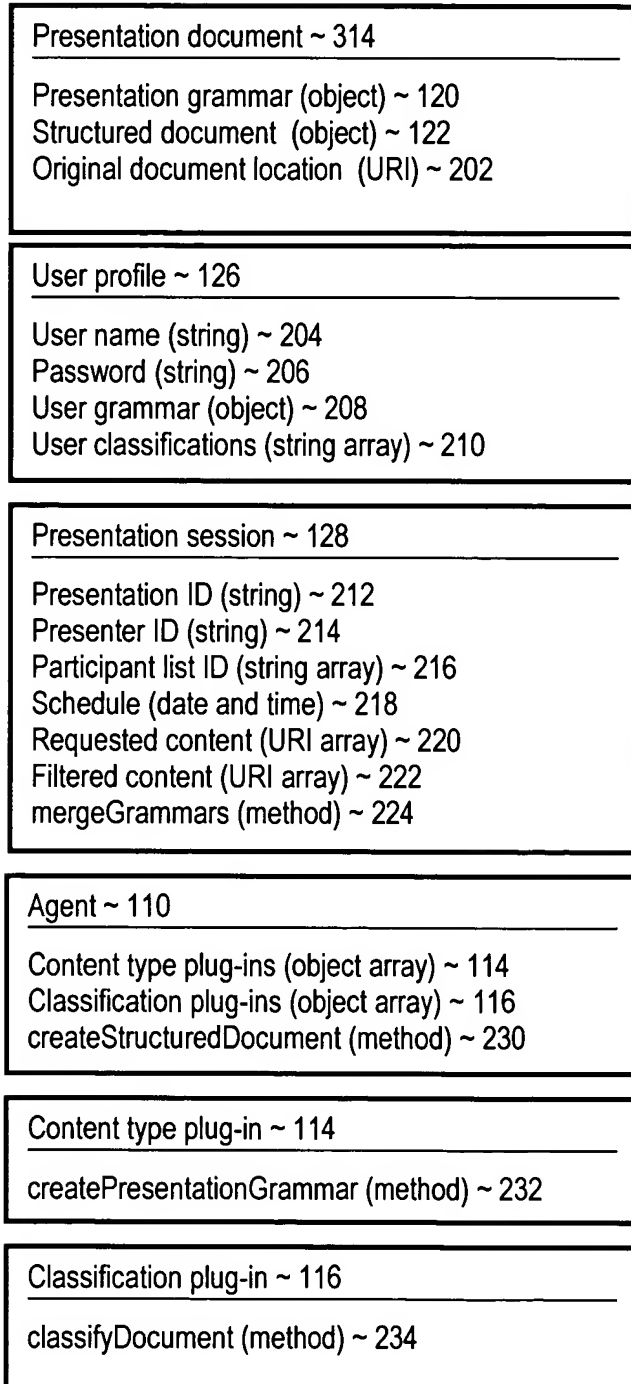 Presentation document ~ 314
Presentation grammar (object) ~ 120
Structured document (object) ~ 122
Original document location (URI) ~ 202
User profile ~ 126
User name (string) ~ 204
Password (string) ~ 206
User grammar (object) ~ 208
User classifications (string array) ~ 210
Presentation session ~ 128
Presentation ID (string) ~ 212
Presenter ID (string) ~ 214
Participant list ID (string array) ~ 216
Schedule (date and time) ~ 218
Requested content (URI array) ~ 220
Filtered content (URI array) ~ 222
mergeGrammars (method) ~ 224
Agent ~ 110
Content type plug-ins (object array) ~ 114
Classification plug-ins (object array) ~ 116
createStructuredDocument (method) ~ 230
Content type plug-in ~ 114
createPresentationGrammar (method) ~ 232
Classification plug-in ~ 116
classifyDocument (method) ~ 234